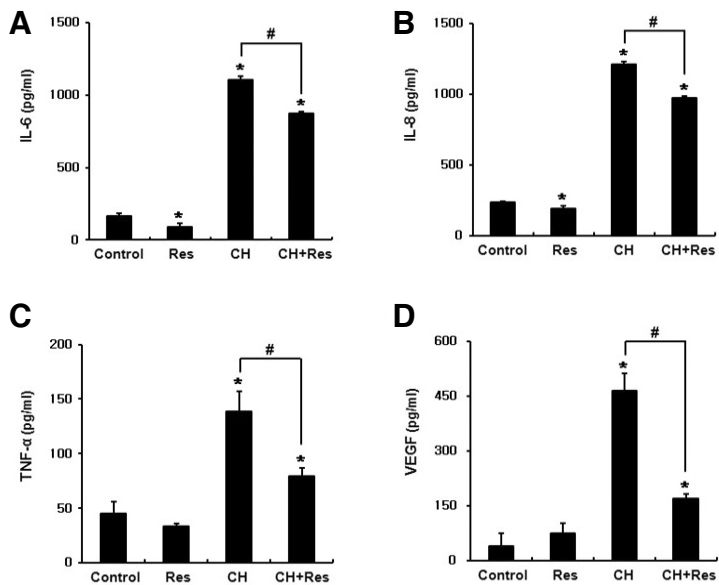 A
IL-6 (pg/ml)
1500
1000
500
0
#
*
*
*
Control Res CH CH+Res
B
IL-8 (pg/ml)
1500
1000
500
0
#
*
*
*
Control Res CH CH+Res
C
TNF-α (pg/ml)
200
150
100
50
0
#
*
*
Control Res CH CH+Res
D
VEGF (pg/ml)
600
450
300
150
0
#
*
*
Control Res CH CH+Res